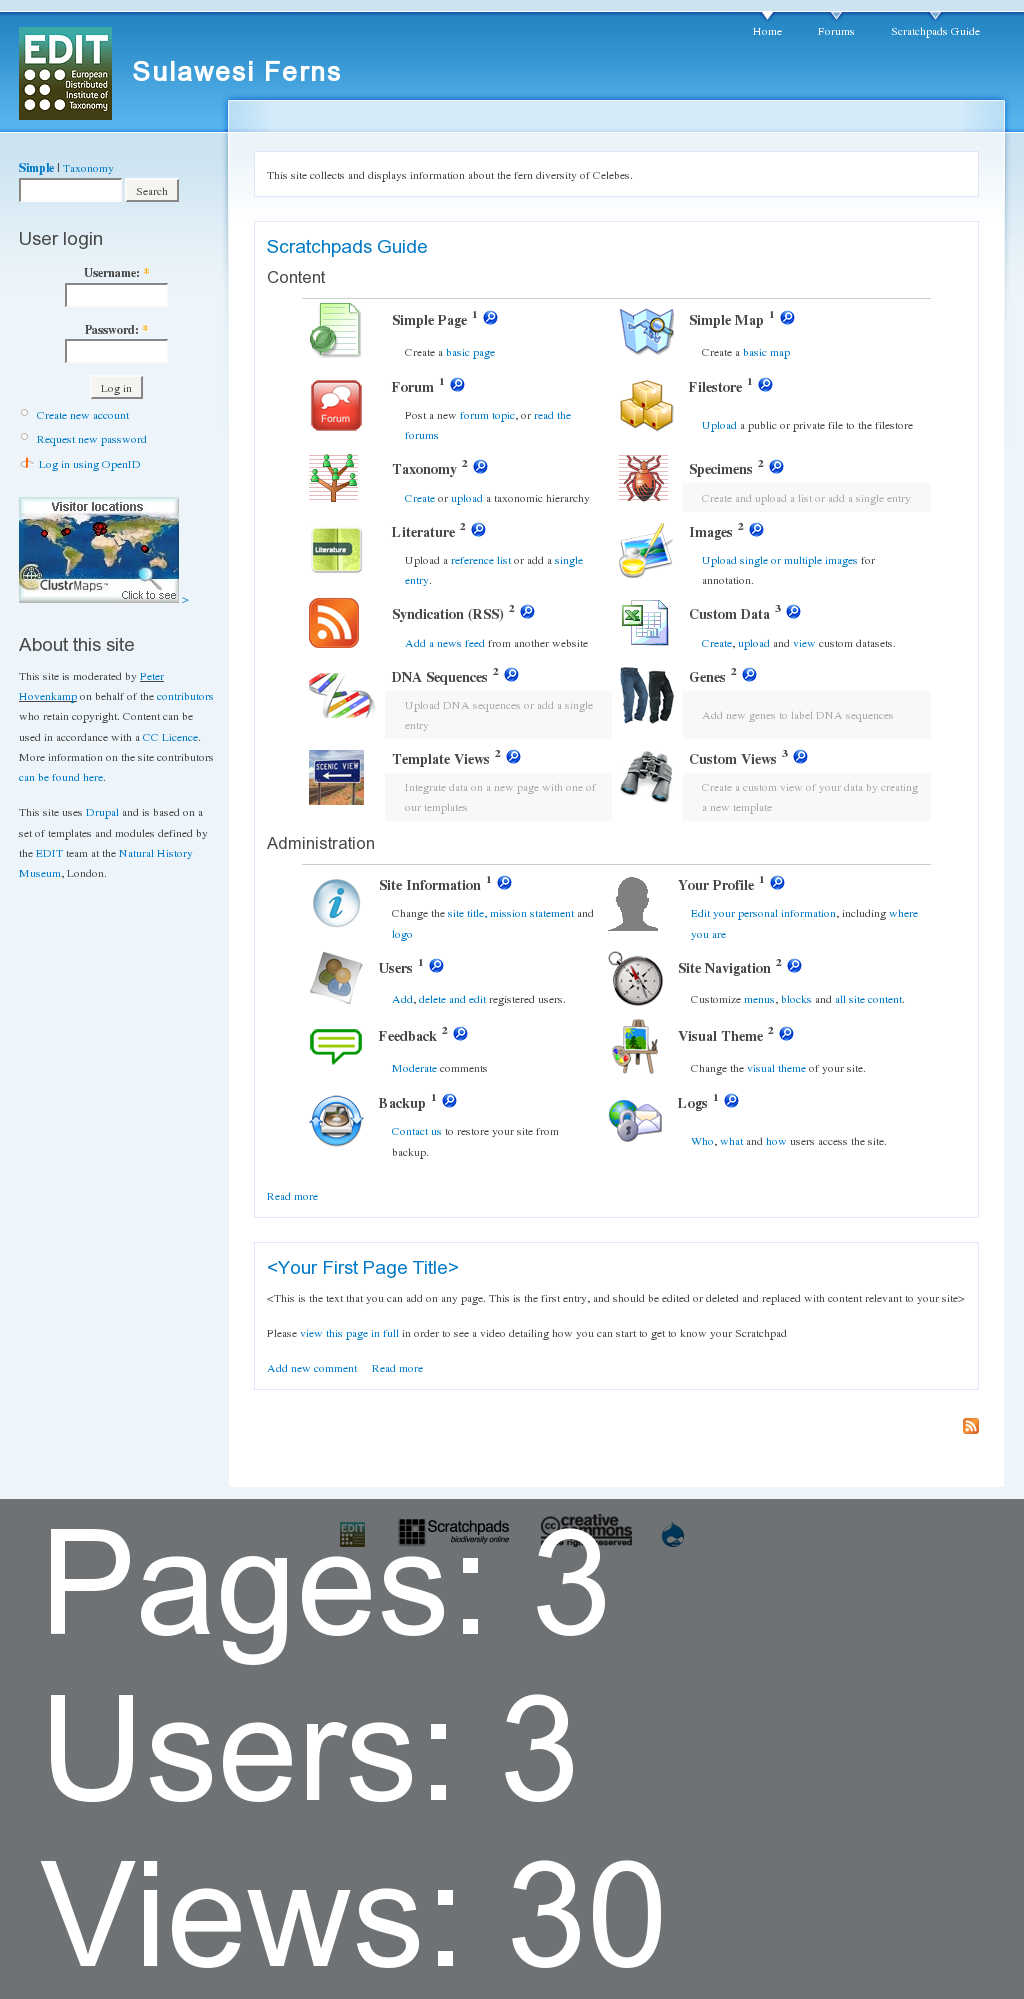 Home
Forums
Scratchpads Guide
EDIT
European
Distributed
Institute of
Taxonomy
Sulawesi Ferns
Simple | Taxonomy
Search
User login
Username: *
Password: *
Log in
Create new account
Request new password
Log in using OpenID
Visitor locations
ClustrMaps™
Click to see
>
About this site
This site is moderated by Peter
Hovenkamp on behalf of the contributors
who retain copyright. Content can be
used in accordance with a CC Licence.
More information on the site contributors
can be found here.
This site uses Drupal and is based on a
set of templates and modules defined by
the EDIT team at the Natural History
Museum, London.
This site collects and displays information about the fern diversity of Celebes.
Scratchpads Guide
Content
Simple Page 1
Create a basic page
Simple Map 1
Create a basic map
Forum
Forum 1
Post a new forum topic, or read the
forums
Filestore 1
Upload a public or private file to the filestore
Taxonomy 2
Create or upload a taxonomic hierarchy
Specimens 2
Create and upload a list or add a single entry
Literature
Literature 2
Upload a reference list or add a single
entry.
Images 2
Upload single or multiple images for
annotation.
Syndication (RSS) 2
Add a news feed from another website
Custom Data 3
Create, upload and view custom datasets.
DNA Sequences 2
Upload DNA sequences or add a single
entry
Genes 2
Add new genes to label DNA sequences
SCENIC VIEW
Template Views 2
Integrate data on a new page with one of
our templates
Custom Views 3
Create a custom view of your data by creating
a new template
Administration
Site Information 1
Change the site title, mission statement and
logo
Your Profile 1
Edit your personal information, including where
you are
Users 1
Add, delete and edit registered users.
Site Navigation 2
Customize menus, blocks and all site content.
Feedback 2
Moderate comments
Visual Theme 2
Change the visual theme of your site.
Backup 1
Contact us to restore your site from
backup.
Logs 1
Who, what and how users access the site.
Read more
<Your First Page Title>
<This is the text that you can add on any page. This is the first entry, and should be edited or deleted and replaced with content relevant to your site>
Please view this page in full in order to see a video detailing how you can start to get to know your Scratchpad
Add new comment Read more
EDIT
Scratchpads
biodiversity online
cc creative
commons
reserved
Pages: 3
Users: 3
Views: 30